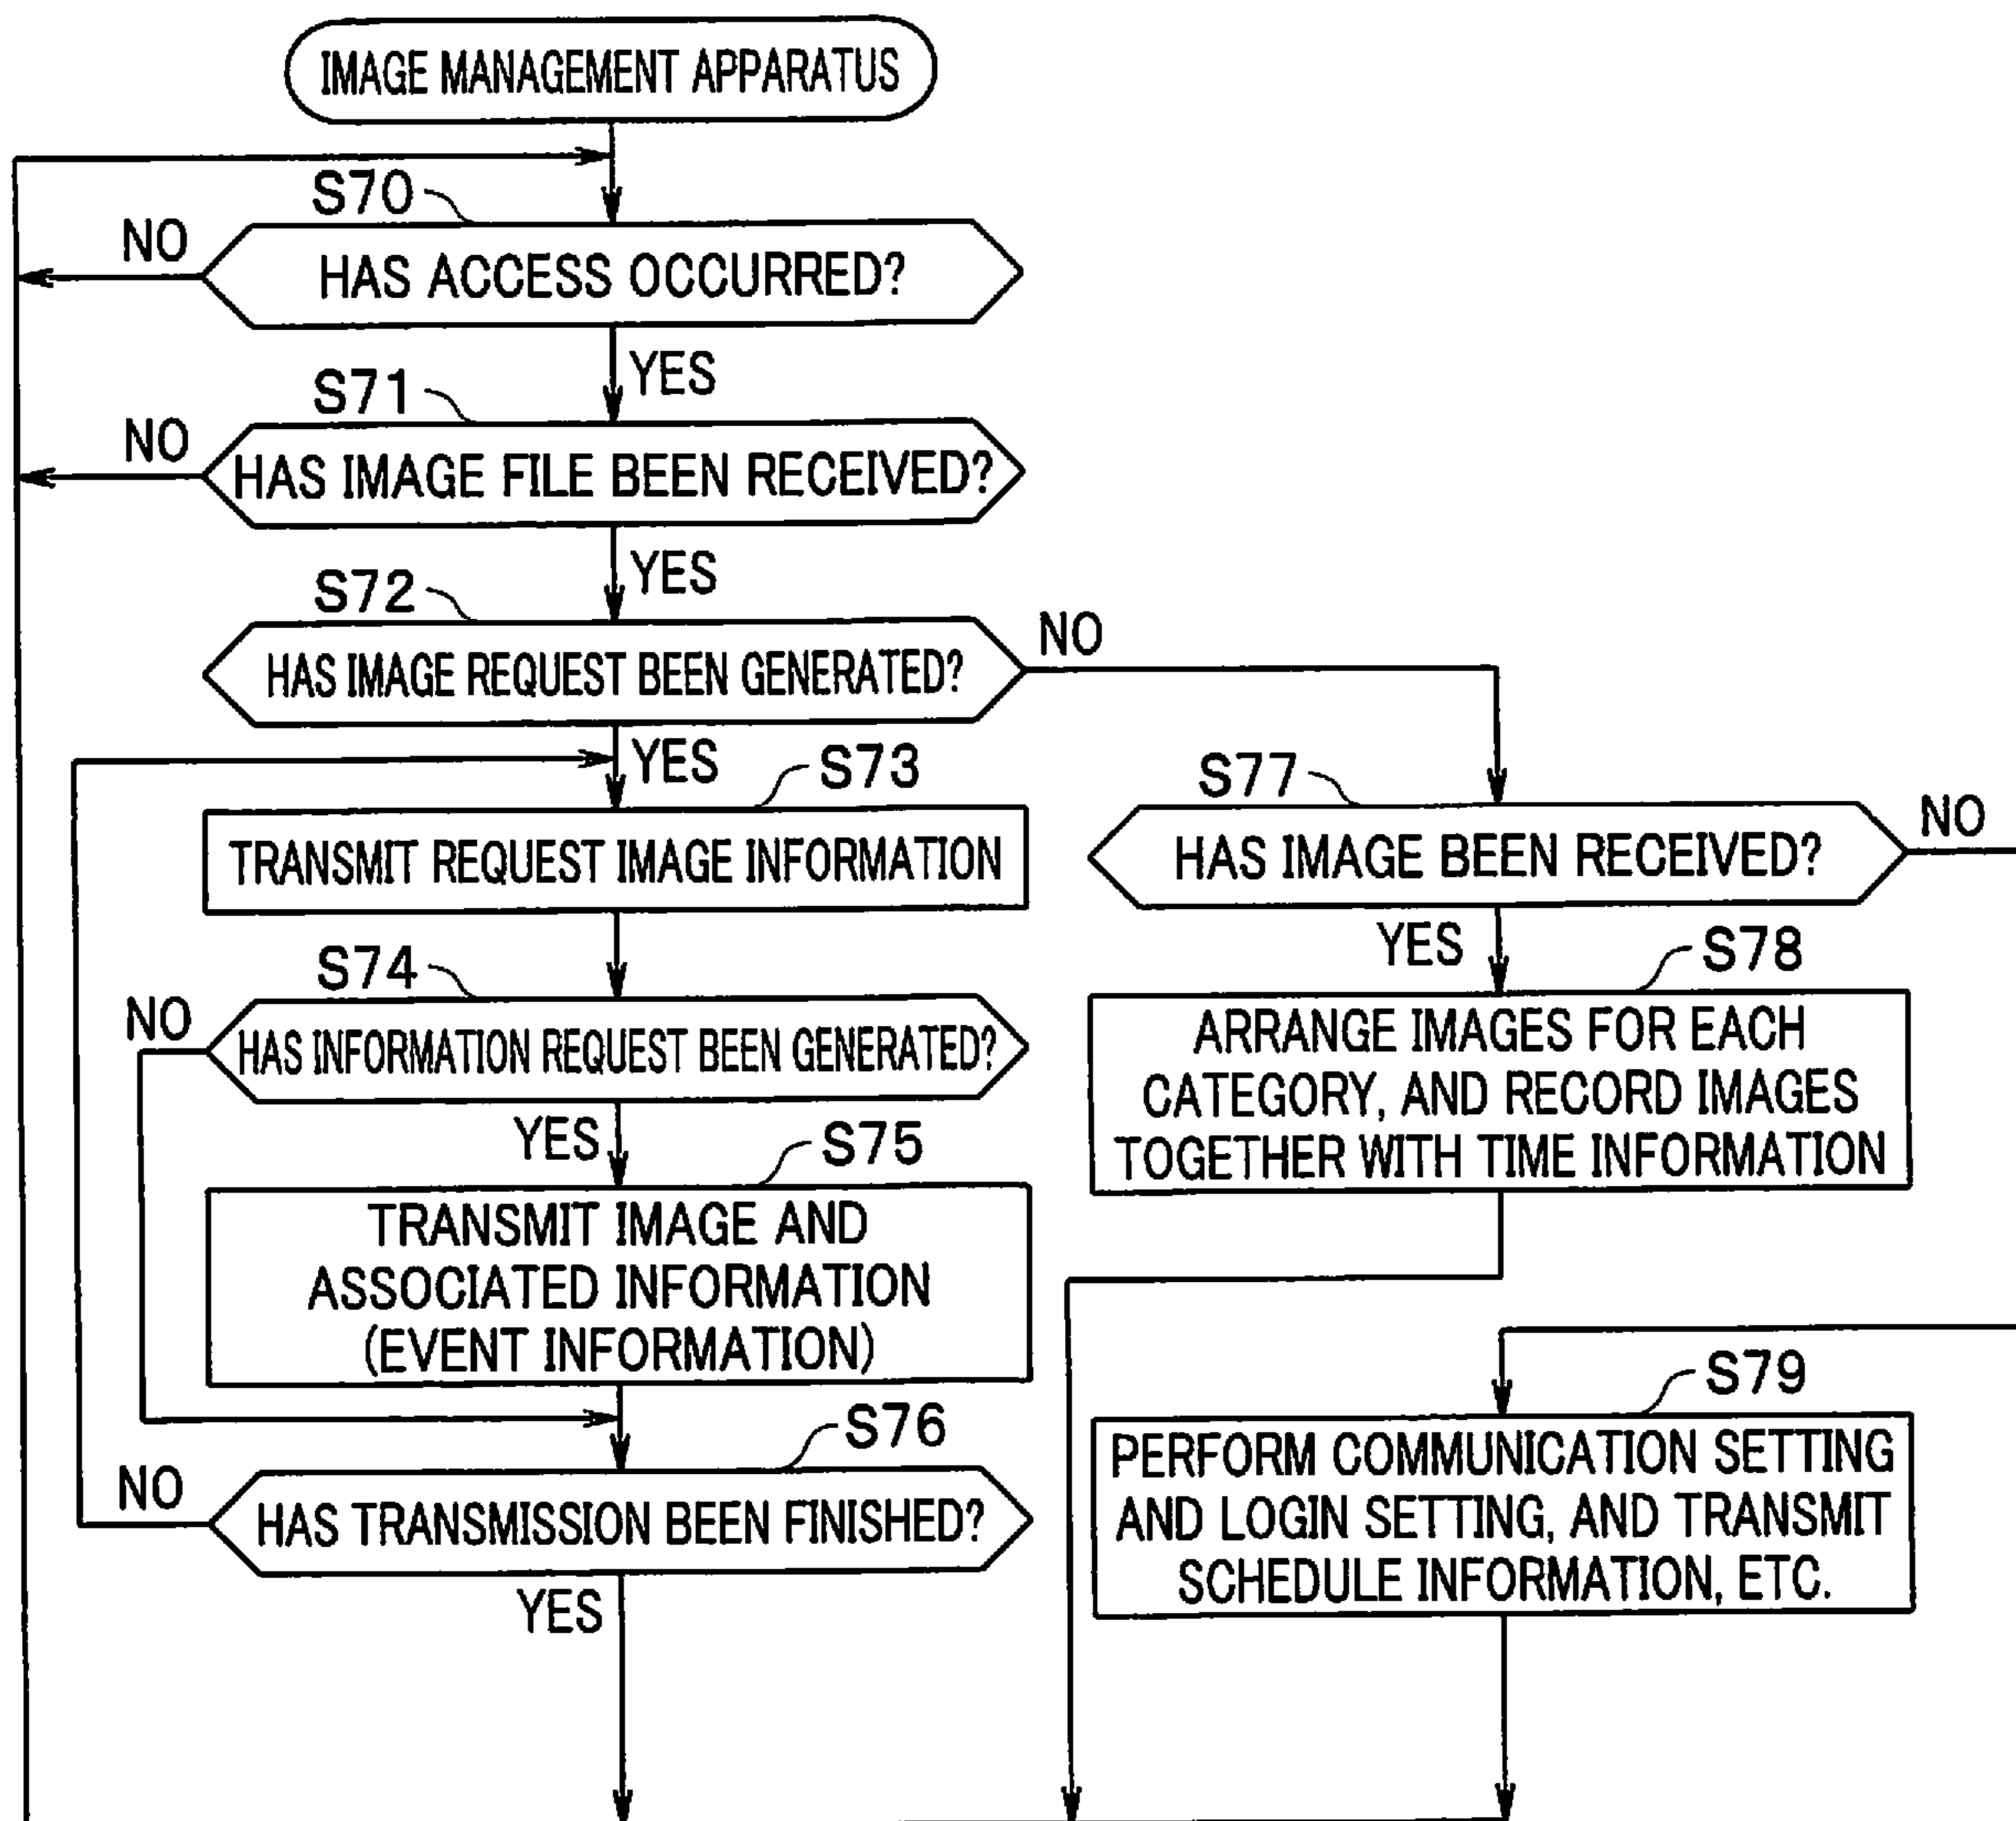 IMAGE MANAGEMENT APPARATUS
S70
NO
HAS ACCESS OCCURRED?
YES
S71
NO
HAS IMAGE FILE BEEN RECEIVED?
YES
S72
NO
HAS IMAGE REQUEST BEEN GENERATED?
YES
S73
TRANSMIT REQUEST IMAGE INFORMATION
S74
NO
HAS INFORMATION REQUEST BEEN GENERATED?
YES
S75
TRANSMIT IMAGE AND
ASSOCIATED INFORMATION
(EVENT INFORMATION)
S76
NO
HAS TRANSMISSION BEEN FINISHED?
YES
S77
NO
HAS IMAGE BEEN RECEIVED?
YES
S78
ARRANGE IMAGES FOR EACH
CATEGORY, AND RECORD IMAGES
TOGETHER WITH TIME INFORMATION
S79
PERFORM COMMUNICATION SETTING
AND LOGIN SETTING, AND TRANSMIT
SCHEDULE INFORMATION, ETC.